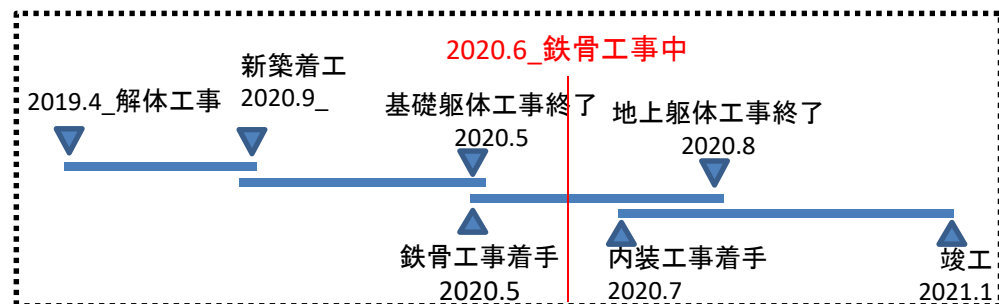 2020.6_鉄骨工事中
新築着工
2020.9_
2019.4_解体工事
基礎躯体工事終了
2020.5
地上躯体工事終了
2020.8
鉄骨工事着手
2020.5
内装工事着手
2020.7
竣工
2021.1